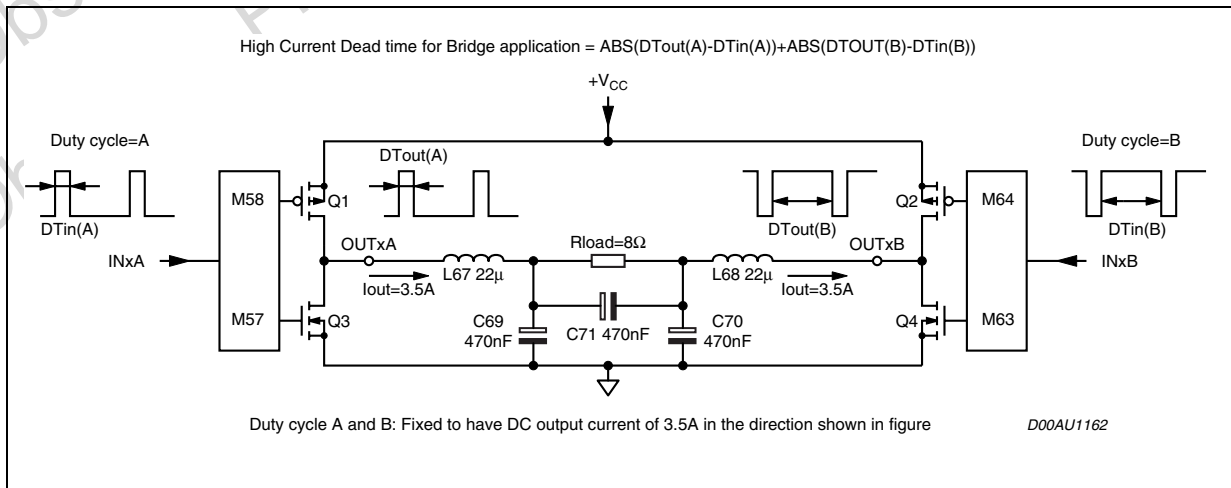 High Current Dead time for Bridge application = ABS(DTout(A)-DTin(A))+ABS(DTOUT(B)-DTin(B))
+VCC
Duty cycle=A
DTout(A)
Duty cycle=B
M58
Q1
Q2
M64
DTin(A)
DTout(B)
DTin(B)
INxA
OUTxA
Rload=8Ω
OUTxB
INxB
L67 22μ
L68 22μ
Iout=3.5A
Iout=3.5A
M57
Q3
C69
470nF
C71 470nF
C70
470nF
Q4
M63
Duty cycle A and B: Fixed to have DC output current of 3.5A in the direction shown in figure
D00AU1162